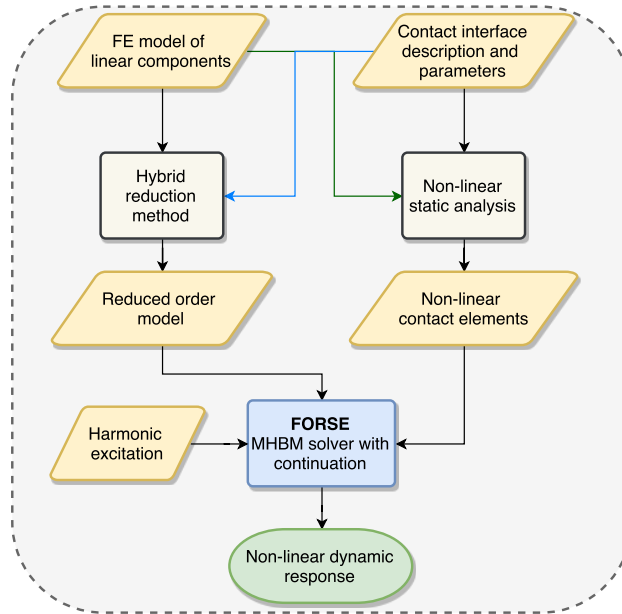 FE model of
linear components
Contact interface
description and
parameters
Hybrid
reduction
method
Non-linear
static analysis
Reduced order
model
Non-linear
contact elements
Harmonic
excitation
FORSE
MHBM solver with
continuation
Non-linear dynamic
response